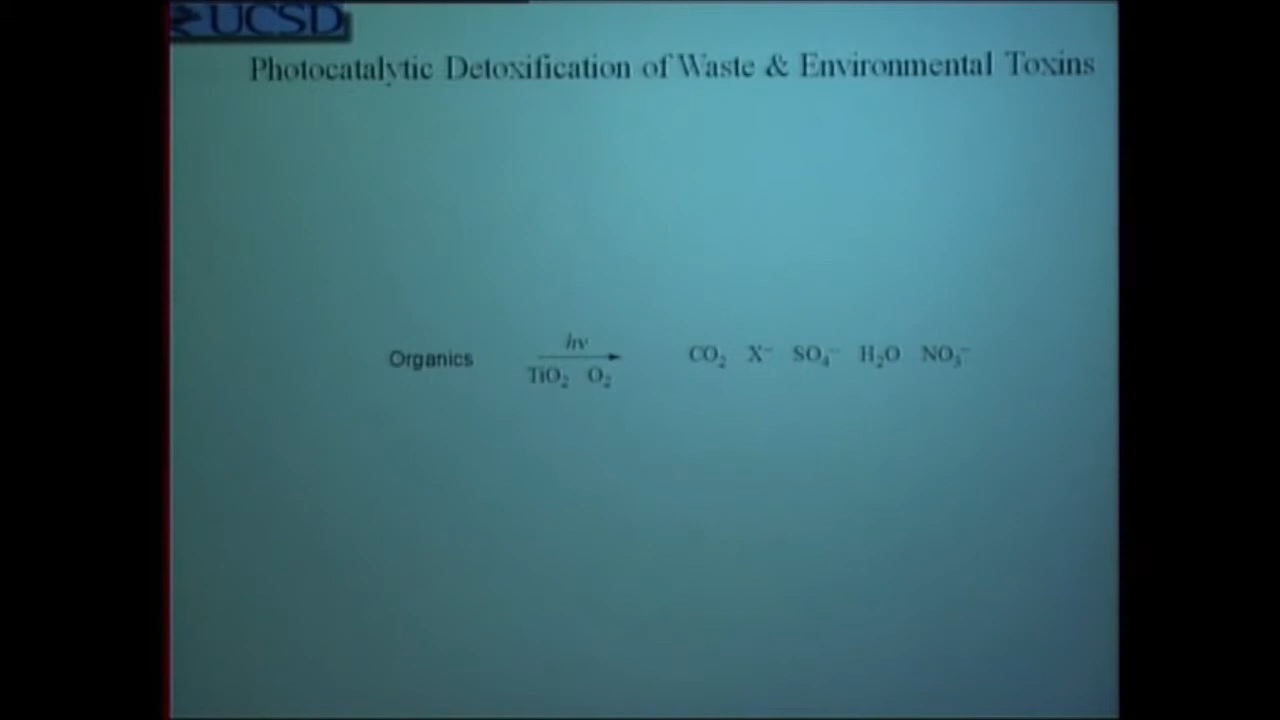 UCSD
Photocatalytic Detoxification of Waste & Environmental Toxins
hν
Organics
CO₂ X⁻ SO₄⁻ H₂O NO₃⁻
TiO₂ O₂